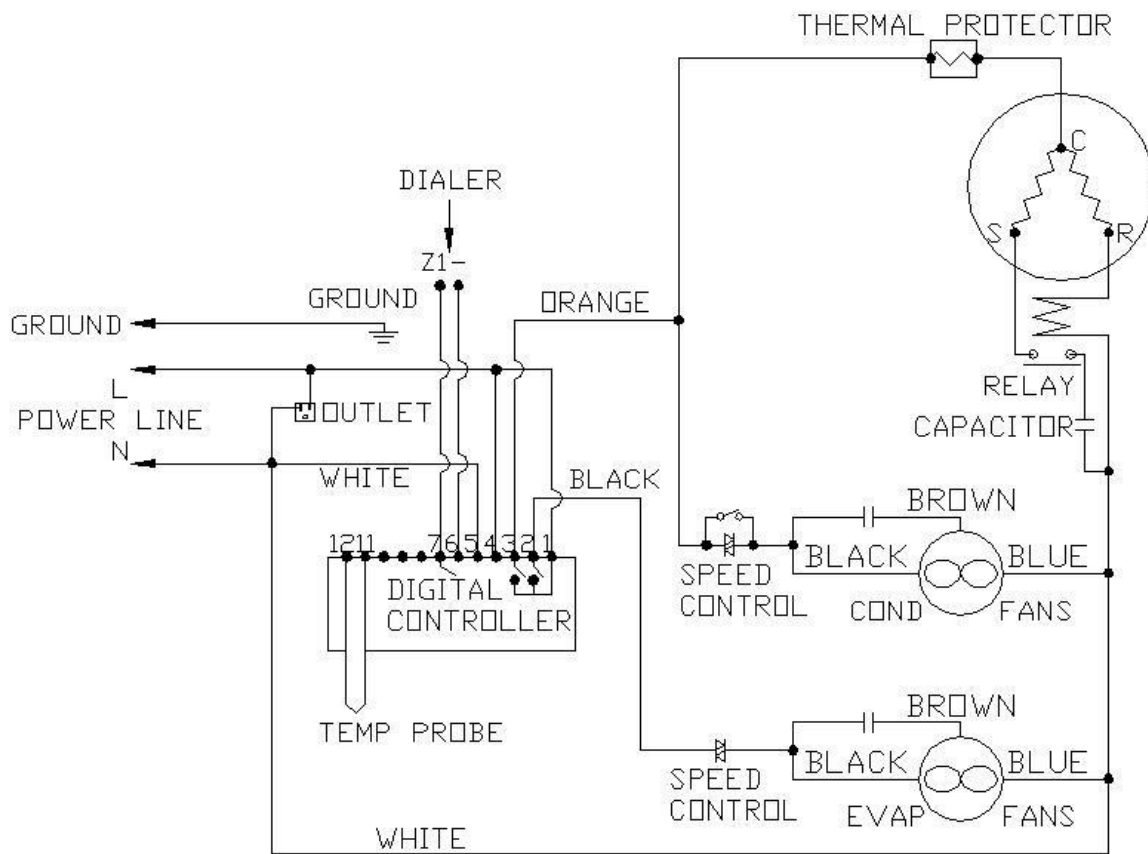 THERMAL PROTECTOR
C
S
R
DIALER
Z1-
GROUND
GROUND
ORANGE
L
POWER LINE
N
OUTLET
RELAY
CAPACITOR
WHITE
BLACK
BROWN
BLACK
BLUE
SPEED
CONTROL
COND
FANS
1211
7654321
DIGITAL
CONTROLLER
TEMP PROBE
BROWN
BLACK
BLUE
SPEED
CONTROL
EVAP
FANS
WHITE